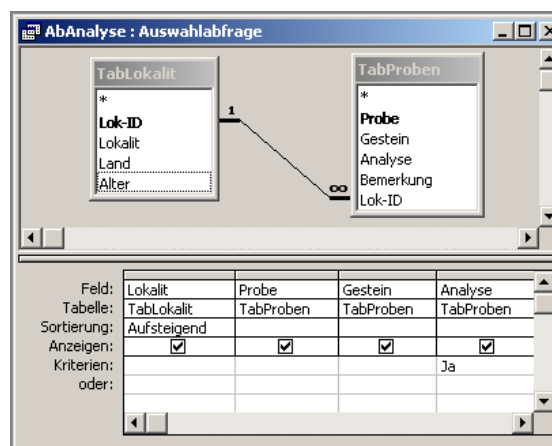 AbAnalyse : Auswahlabfrage
TabLokalit
*
Lok-ID
Lokalit
Land
Alter
1
∞
TabProben
*
Probe
Gestein
Analyse
Bemerkung
Lok-ID
Feld: Lokalit Probe Gestein Analyse
Tabelle: TabLokalit TabProben TabProben TabProben
Sortierung: Aufsteigend
Anzeigen:
Kriterien: Ja
oder: